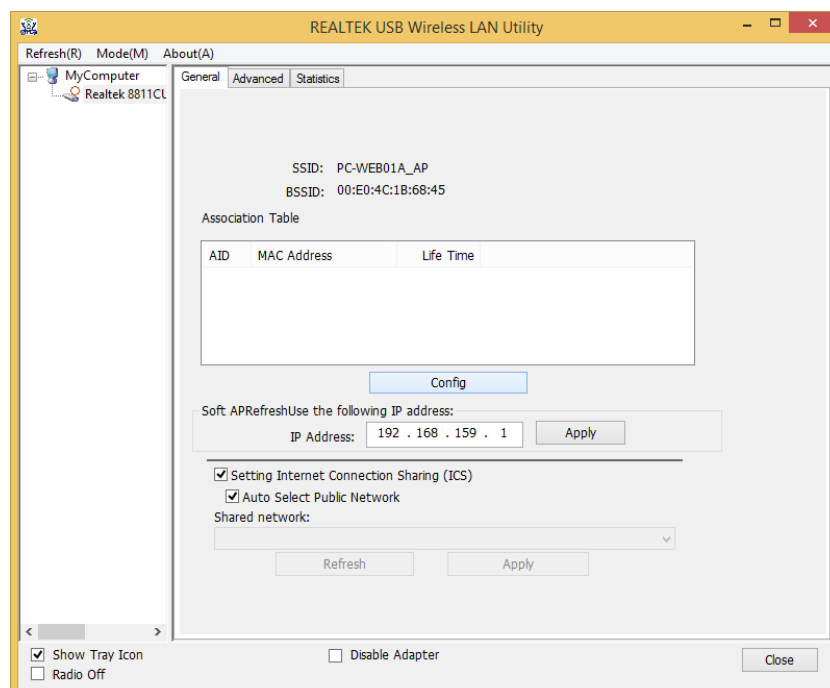 REALTEK USB Wireless LAN Utility
Refresh(R) Mode(M) About(A)
MyComputer
Realtek 8811CU
General Advanced Statistics
SSID: PC-WEB01A_AP
BSSID: 00:E0:4C:1B:68:45
Association Table
AID MAC Address Life Time
Config
Soft APRefreshUse the following IP address:
IP Address: 192 . 168 . 159 . 1 Apply
Setting Internet Connection Sharing (ICS)
Auto Select Public Network
Shared network:
Refresh Apply
Show Tray Icon Disable Adapter Close
Radio Off